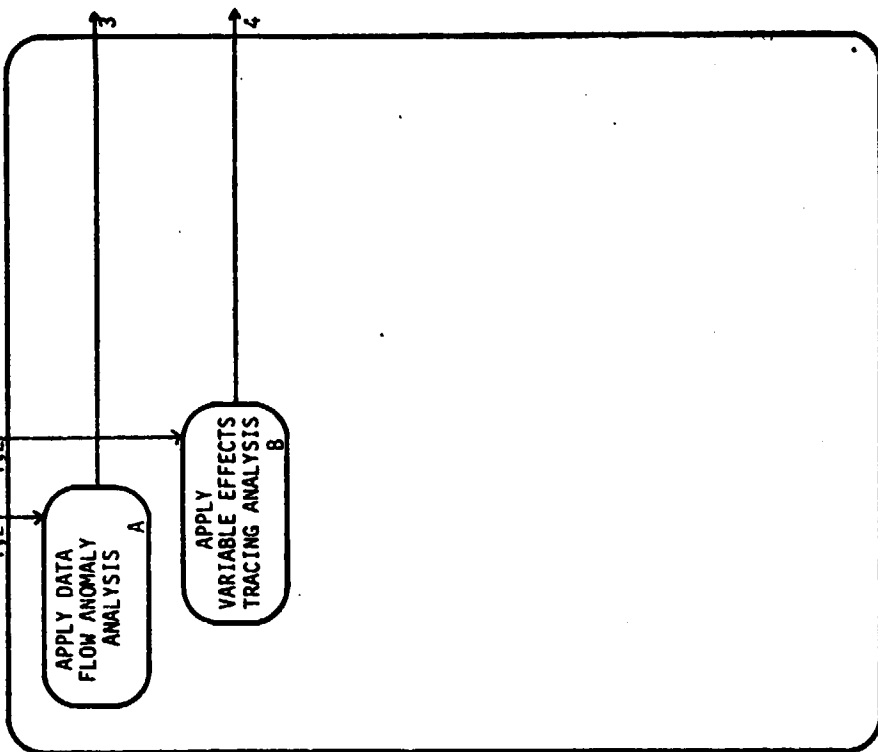 3
4
APPLY DATA
FLOW ANOMALY
ANALYSIS
A
APPLY
VARIABLE EFFECTS
TRACING ANALYSIS
B